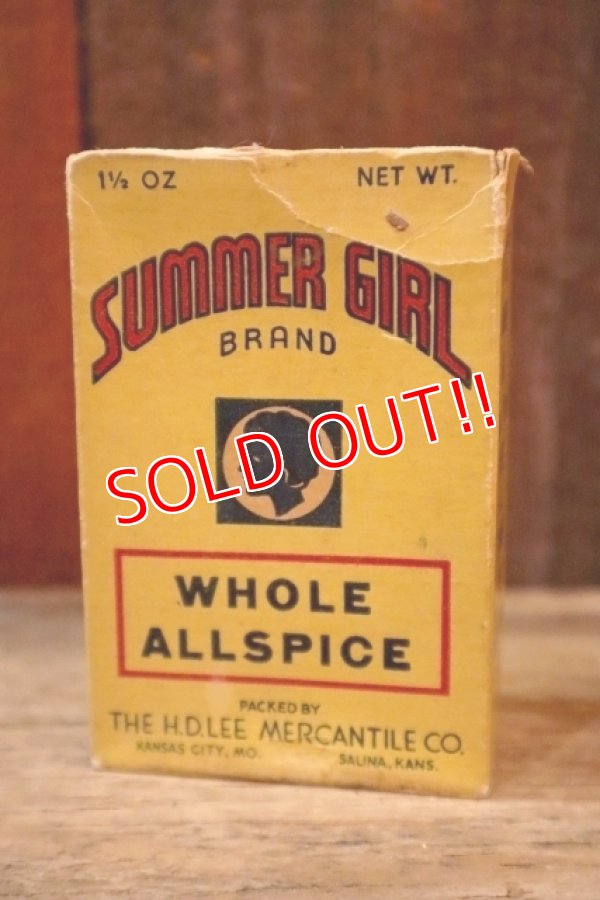 1½ OZ NET WT.
SUMMER GIRL
BRAND
SOLD OUT!!
WHOLE
ALLSPICE
PACKED BY
THE H.D.LEE MERCANTILE CO.
KANSAS CITY, MO. SALINA, KANS.